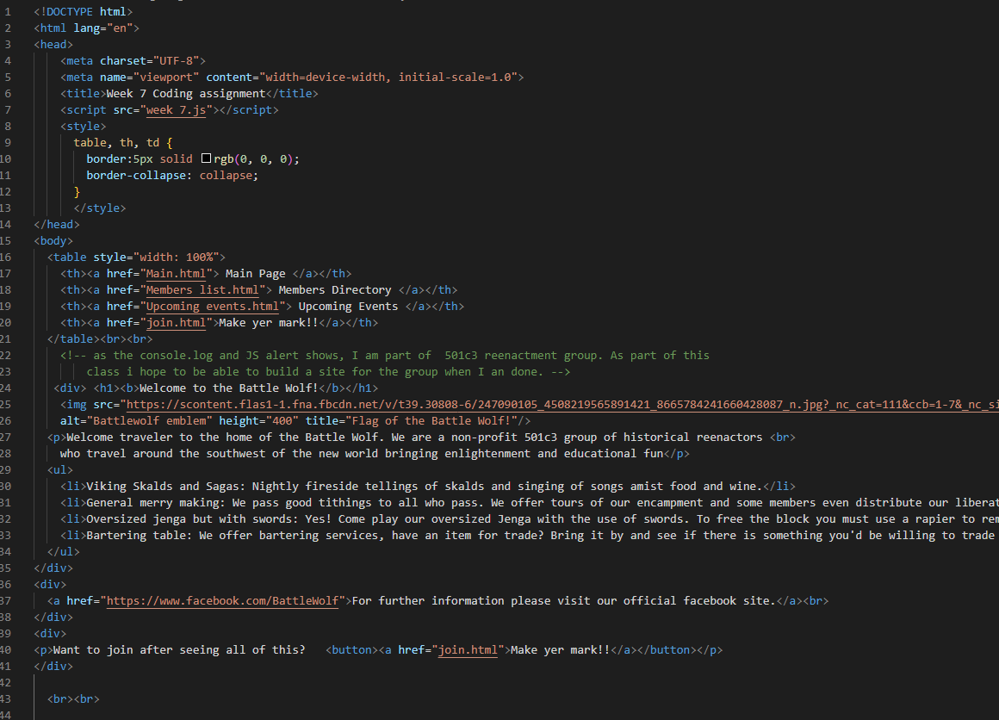 1 <!DOCTYPE html>
2 <html lang="en">
3 <head>
4 <meta charset="UTF-8">
5 <meta name="viewport" content="width=device-width, initial-scale=1.0">
6 <title>Week 7 Coding assignment</title>
7 <script src="week 7.js"></script>
8 <style>
9 table, th, td {
10 border:5px solid rgb(0, 0, 0);
11 border-collapse: collapse;
12 }
13 </style>
14 </head>
15 <body>
16 <table style="width: 100%">
17 <th><a href="Main.html"> Main Page </a></th>
18 <th><a href="Members list.html"> Members Directory </a></th>
19 <th><a href="Upcoming events.html"> Upcoming Events </a></th>
20 <th><a href="join.html">Make yer mark!!</a></th>
21 </table><br><br>
22 <!-- as the console.log and JS alert shows, I am part of  501c3 reenactment group. As part of this
23 class i hope to be able to build a site for the group when I an done. -->
24 <div> <h1><b>Welcome to the Battle Wolf!</b></h1>
25 <img src="https://scontent.flas1-1.fna.fbcdn.net/v/t39.30808-6/247090105_4508219565891421_8665784241660428087_n.jpg?_nc_cat=111&ccb=1-7&_nc_si
26 alt="Battlewolf emblem" height="400" title="Flag of the Battle Wolf!"/>
27 <p>Welcome traveler to the home of the Battle Wolf. We are a non-profit 501c3 group of historical reenactors <br>
28 who travel around the southwest of the new world bringing enlightenment and educational fun</p>
29 <ul>
30 <li>Viking Skalds and Sagas: Nightly fireside tellings of skalds and singing of songs amist food and wine.</li>
31 <li>General merry making: We pass good tithings to all who pass. We offer tours of our encampment and some members even distribute our liberat
32 <li>Oversized jenga but with swords: Yes! Come play our oversized Jenga with the use of swords. To free the block you must use a rapier to rem
33 <li>Bartering table: We offer bartering services, have an item for trade? Bring it by and see if there is something you'd be willing to trade
34 </ul>
35 </div>
36 <div>
37 <a href="https://www.facebook.com/BattleWolf">For further information please visit our official facebook site.</a><br>
38 </div>
39 <div>
40 <p>Want to join after seeing all of this?   <button><a href="join.html">Make yer mark!!</a></button></p>
41 </div>
42
43 <br><br>
44